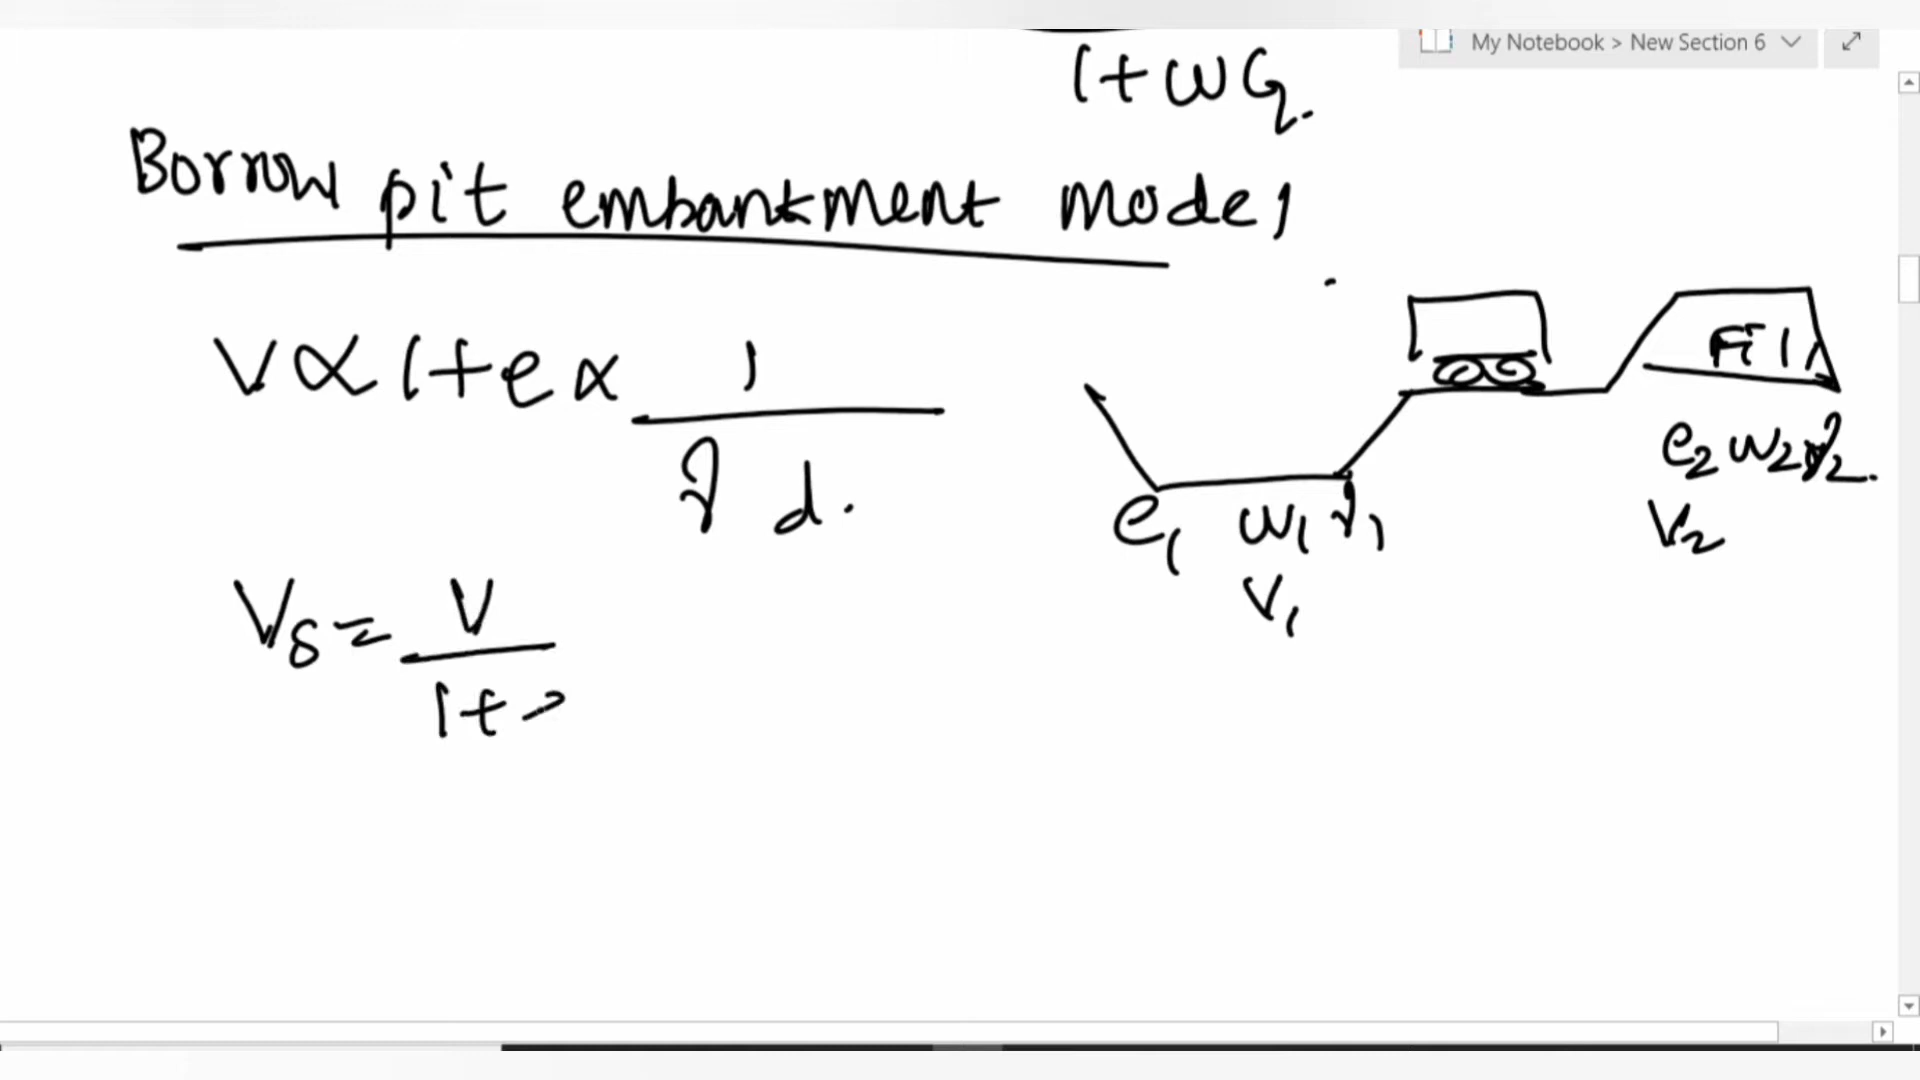 My Notebook > New Section 6
1+wG.
Borrow pit embantkment model
V∝1+e∝ 1
γd.
Fill
e2 w2 γ2.
V2
e1 w1 γ1
V1
Vs= V
1+e